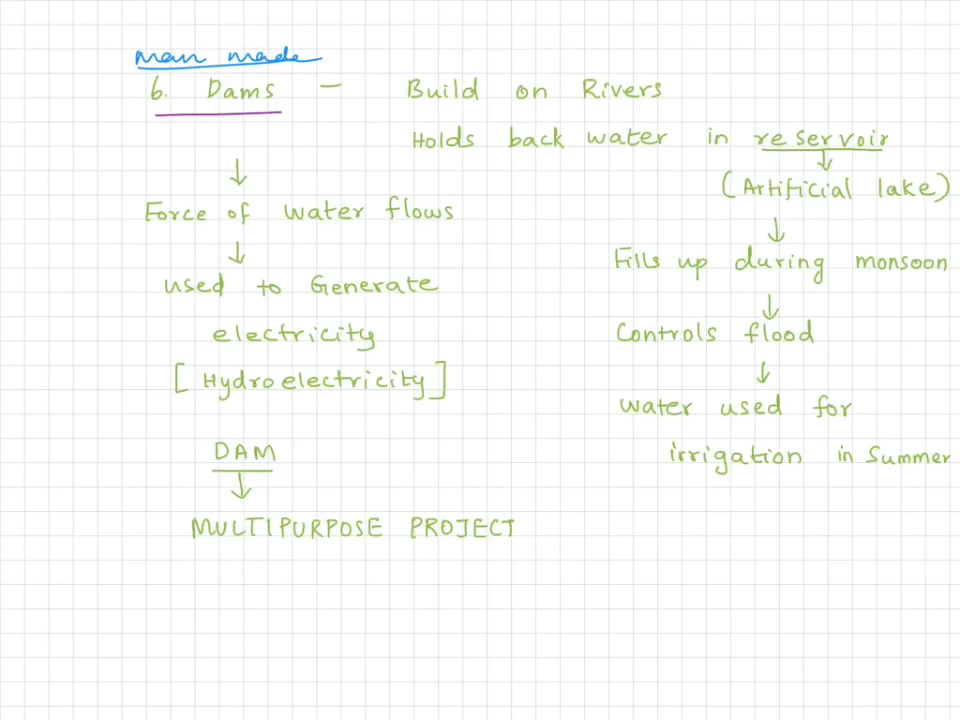 Man made
6. Dams — Build on Rivers
Holds back water in reservoir
↓
(Artificial lake)
↓
Force of water flows
↓
Fills up during monsoon
↓
used to Generate
electricity
[Hydroelectricity]
Controls flood
↓
water used for
irrigation in Summer
DAM
↓
MULTIPURPOSE PROJECT